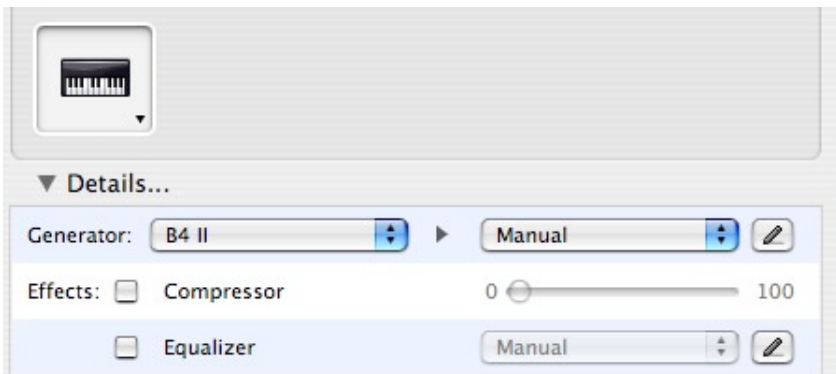 Details...
Generator: B4 II Manual
Effects: Compressor 0 100
Equalizer Manual